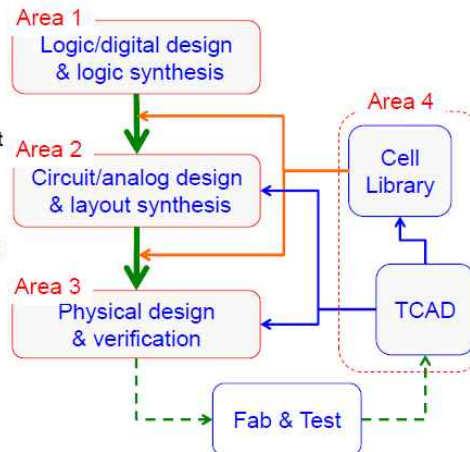 Area 1
Logic/digital design
& logic synthesis
Area 4
t
Area 2
Circuit/analog design
& layout synthesis
Cell
Library
Area 3
Physical design
& verification
TCAD
Fab & Test